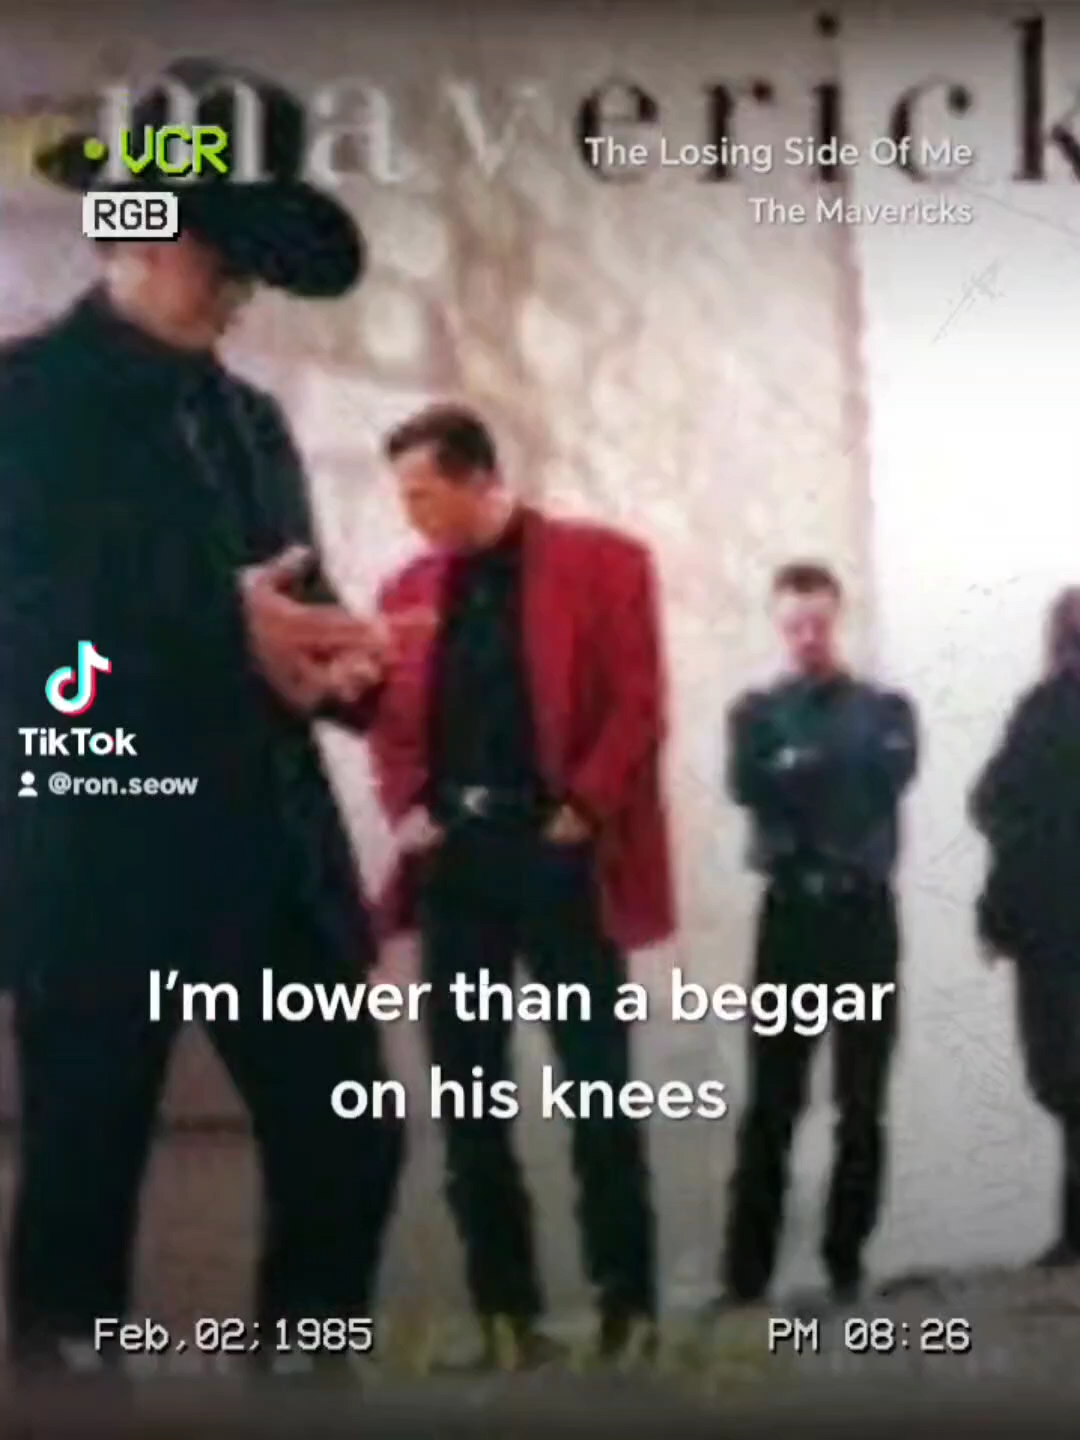 maverick
VCR
The Losing Side Of Me
RGB
The Mavericks
TikTok
@ron.seow
I'm lower than a beggar
on his knees
Feb,02;1985
PM 08:26